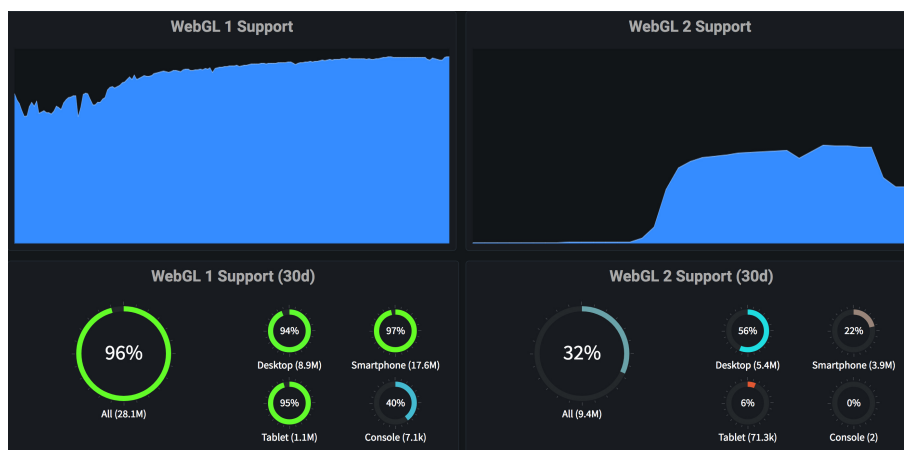 WebGL 1 Support
WebGL 2 Support
WebGL 1 Support (30d)
96%
All (28.1M)
94%
Desktop (8.9M)
97%
Smartphone (17.6M)
95%
Tablet (1.1M)
40%
Console (7.1k)
WebGL 2 Support (30d)
32%
All (9.4M)
56%
Desktop (5.4M)
22%
Smartphone (3.9M)
6%
Tablet (71.3k)
0%
Console (2)